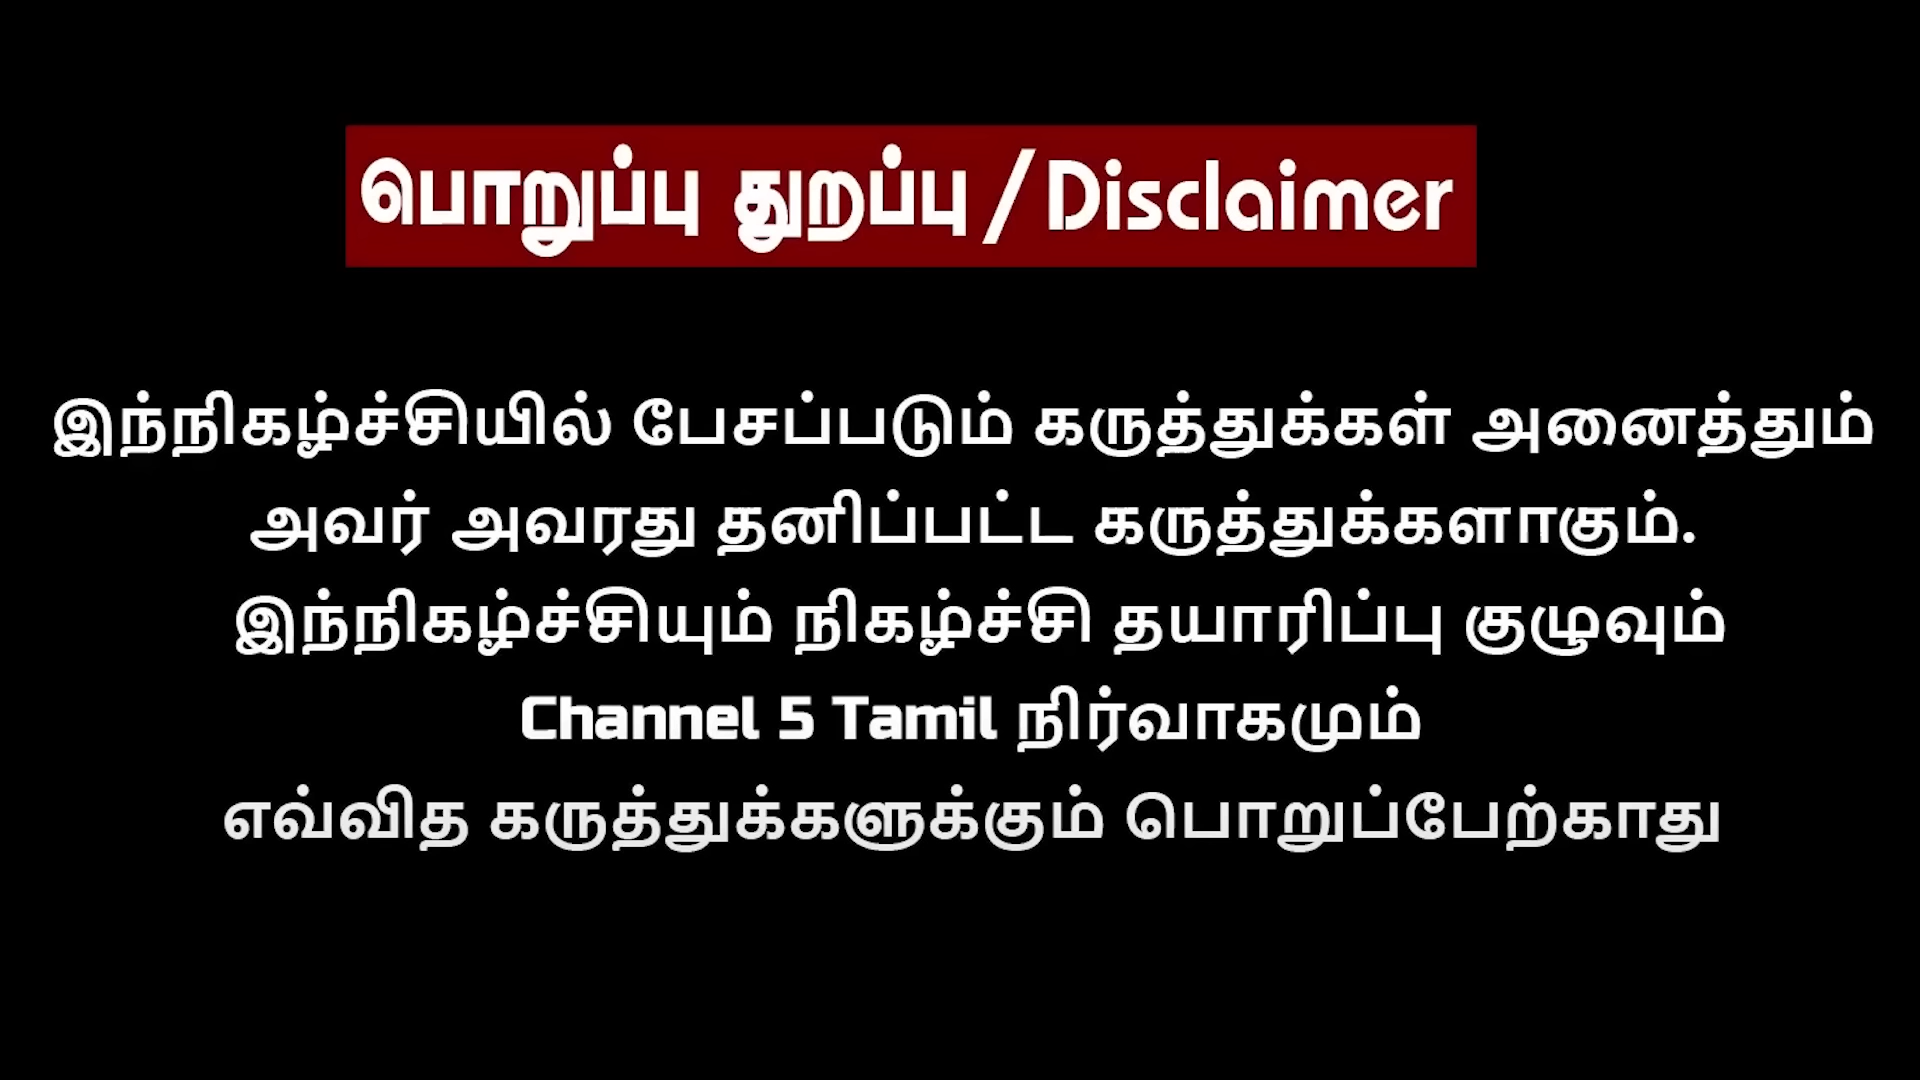 பொறுப்பு துறப்பு / Disclaimer
இந்நிகழ்ச்சியில் பேசப்படும் கருத்துக்கள் அனைத்தும்
அவர் அவரது தனிப்பட்ட கருத்துக்களாகும்.
இந்நிகழ்ச்சியும் நிகழ்ச்சி தயாரிப்பு குழுவும்
Channel 5 Tamil நிர்வாகமும்
எவ்வித கருத்துக்களுக்கும் பொறுப்பேற்காது